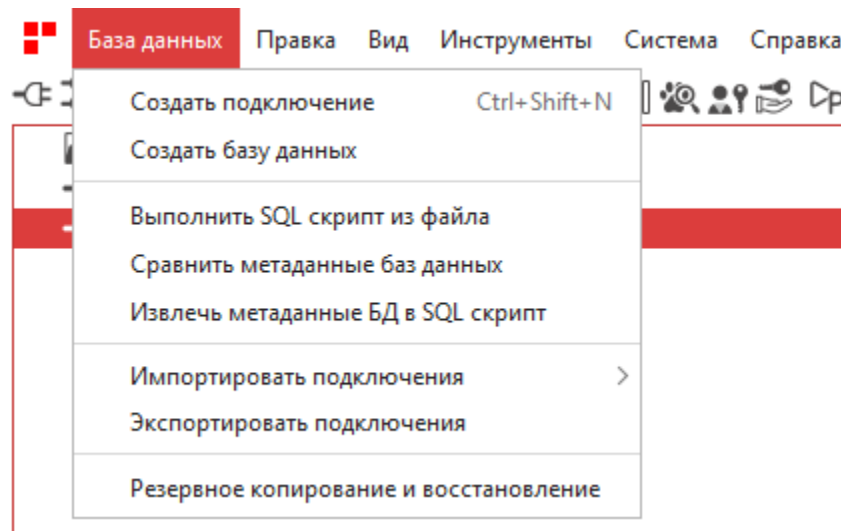 База данных Правка Вид Инструменты Система Справка
Создать подключение Ctrl+Shift+N
Создать базу данных
Выполнить SQL скрипт из файла
Сравнить метаданные баз данных
Извлечь метаданные БД в SQL скрипт
Импортировать подключения
Экспортировать подключения
Резервное копирование и восстановление